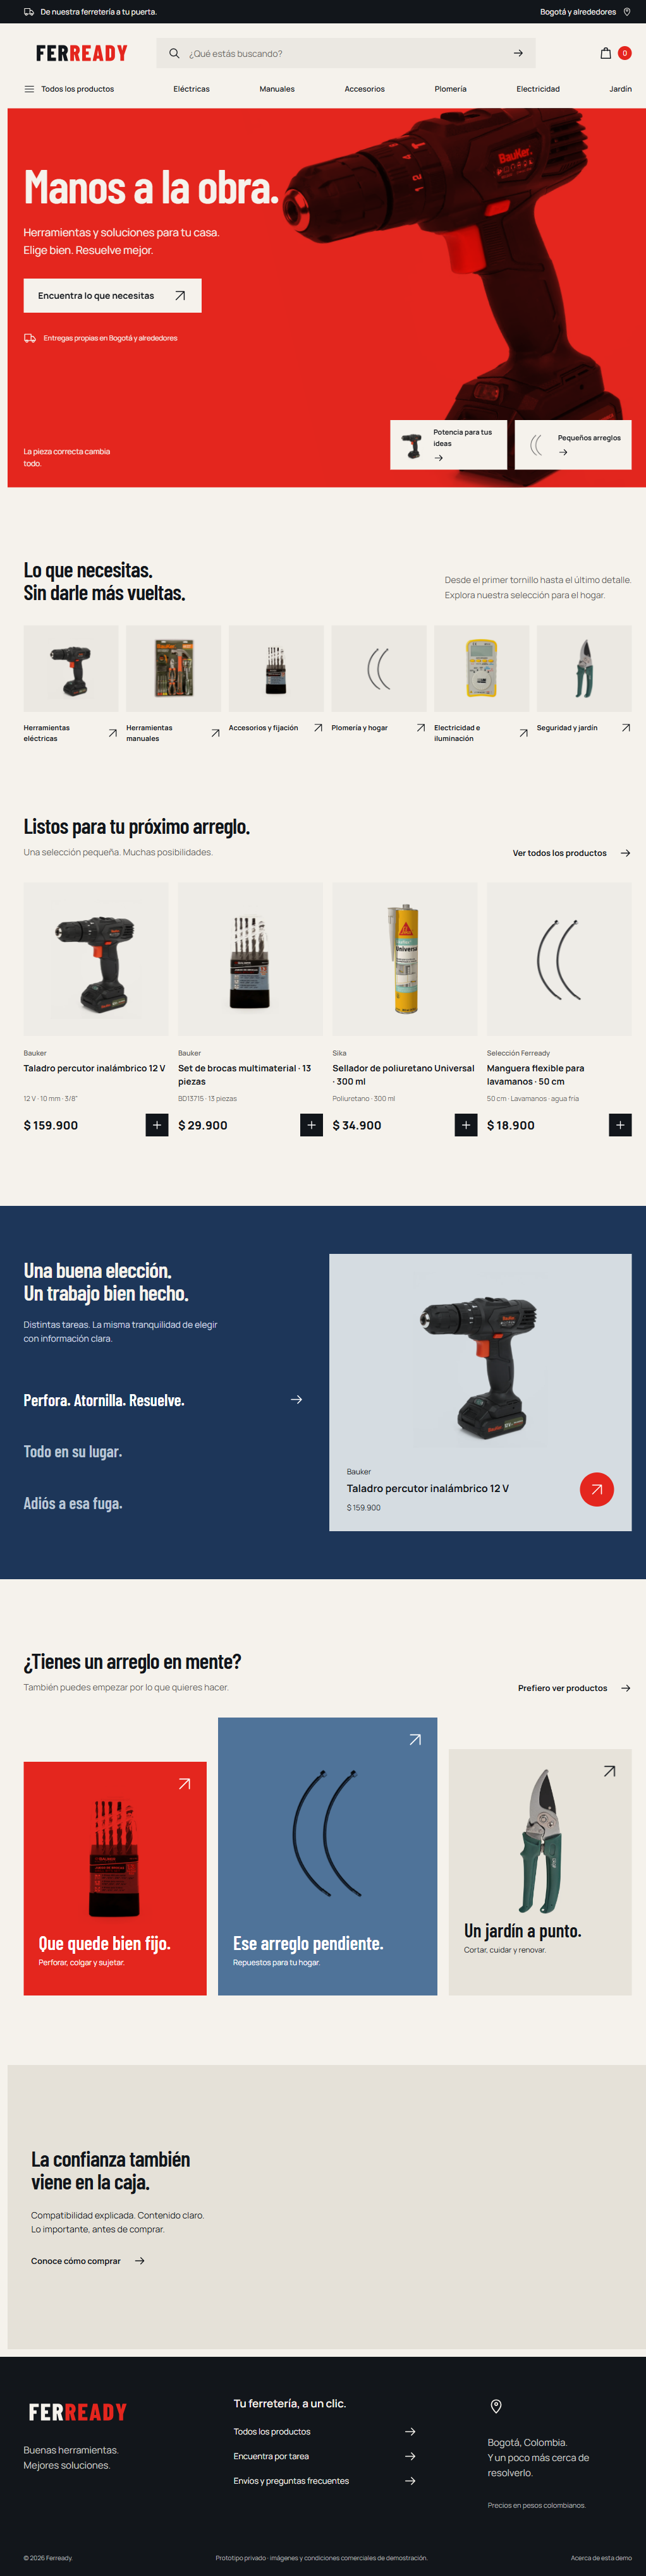 De nuestra ferretería a tu puerta.
Bogotá y alrededores
FERREADY
¿Qué estás buscando?
0
Todos los productos
Eléctricas
Manuales
Accesorios
Plomería
Electricidad
Jardín
Manos a la obra.
Herramientas y soluciones para tu casa.
Elige bien. Resuelve mejor.
Encuentra lo que necesitas
Entregas propias en Bogotá y alrededores
BauKer.
La pieza correcta cambia
todo.
Potencia para tus
ideas
Pequeños arreglos
Lo que necesitas.
Sin darle más vueltas.
Desde el primer tornillo hasta el último detalle.
Explora nuestra selección para el hogar.
Herramientas
eléctricas
Herramientas
manuales
Accesorios y fijación
Plomería y hogar
Electricidad e
iluminación
Seguridad y jardín
Listos para tu próximo arreglo.
Una selección pequeña. Muchas posibilidades.
Ver todos los productos
Bauker
Taladro percutor inalámbrico 12 V
12 V · 10 mm · 3/8"
$ 159.900
Bauker
Set de brocas multimaterial · 13
piezas
BD13715 · 13 piezas
$ 29.900
Sika
Sellador de poliuretano Universal
· 300 ml
Poliuretano · 300 ml
$ 34.900
Selección Ferready
Manguera flexible para
lavamanos · 50 cm
50 cm · Lavamanos · agua fría
$ 18.900
Una buena elección.
Un trabajo bien hecho.
Distintas tareas. La misma tranquilidad de elegir
con información clara.
Perfora. Atornilla. Resuelve.
Todo en su lugar.
Adiós a esa fuga.
Bauker
Taladro percutor inalámbrico 12 V
$ 159.900
¿Tienes un arreglo en mente?
También puedes empezar por lo que quieres hacer.
Prefiero ver productos
Que quede bien fijo.
Perforar, colgar y sujetar.
Ese arreglo pendiente.
Repuestos para tu hogar.
Un jardín a punto.
Cortar, cuidar y renovar.
La confianza también
viene en la caja.
Compatibilidad explicada. Contenido claro.
Lo importante, antes de comprar.
Conoce cómo comprar
FERREADY
Buenas herramientas.
Mejores soluciones.
Tu ferretería, a un clic.
Todos los productos
Encuentra por tarea
Envíos y preguntas frecuentes
Bogotá, Colombia.
Y un poco más cerca de
resolverlo.
Precios en pesos colombianos.
© 2026 Ferready.
Prototipo privado · imágenes y condiciones comerciales de demostración.
Acerca de esta demo